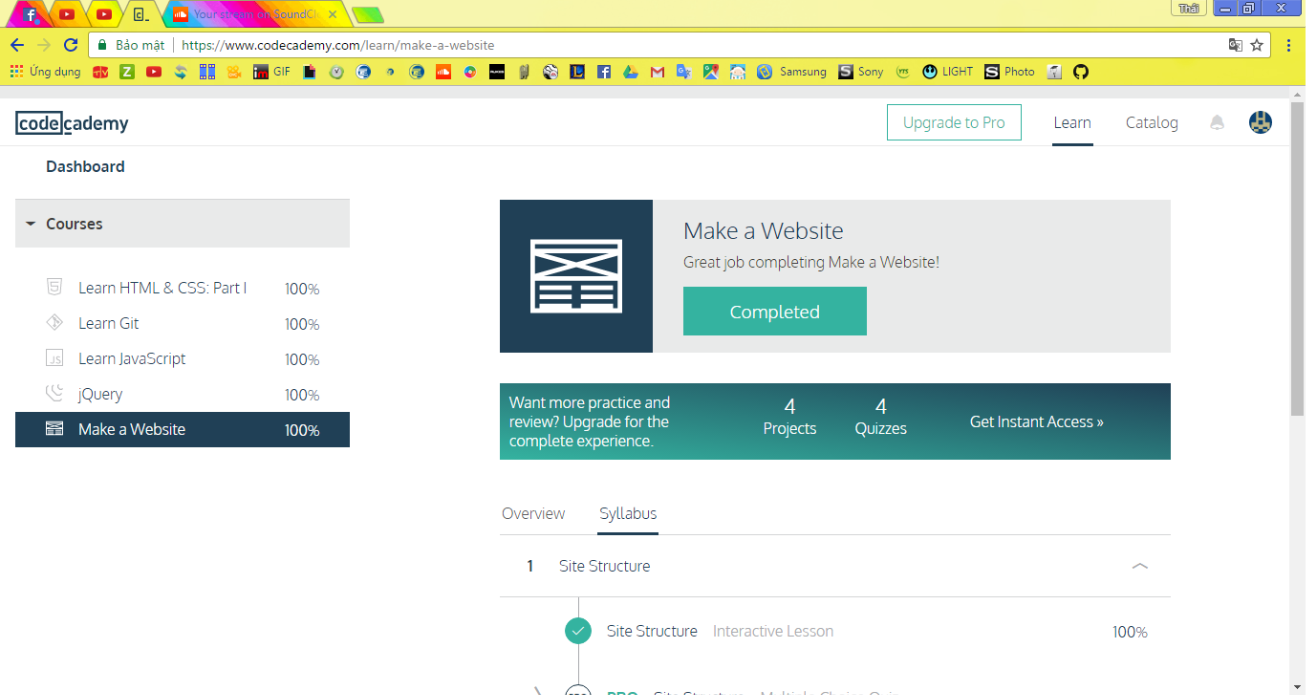 Your stream on SoundCl
Thái
Bảo mật
https://www.codecademy.com/learn/make-a-website
Ứng dụng
GIF
Samsung
Sony
LIGHT
Photo
codecademy
Upgrade to Pro
Learn
Catalog
Dashboard
Courses
Learn HTML & CSS: Part I 100%
Learn Git 100%
Learn JavaScript 100%
jQuery 100%
Make a Website 100%
Make a Website
Great job completing Make a Website!
Completed
Want more practice and
review? Upgrade for the
complete experience.
4
Projects
4
Quizzes
Get Instant Access »
Overview
Syllabus
1 Site Structure
Site Structure Interactive Lesson 100%
PRO Site Structure Multiple Choice Quiz